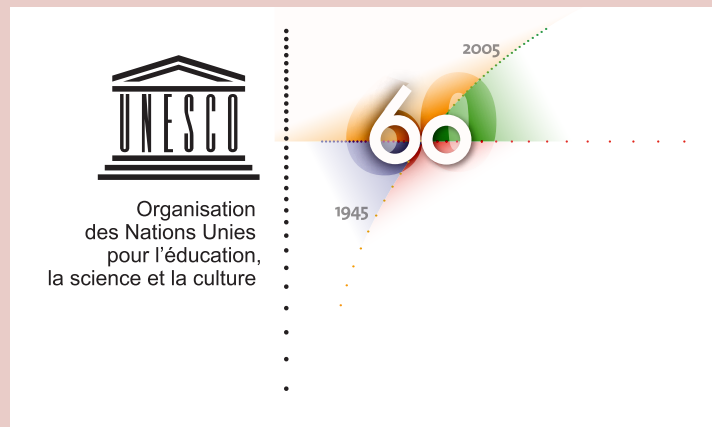 UNESCO
Organisation
des Nations Unies
pour l'éducation,
la science et la culture
2005
60
1945